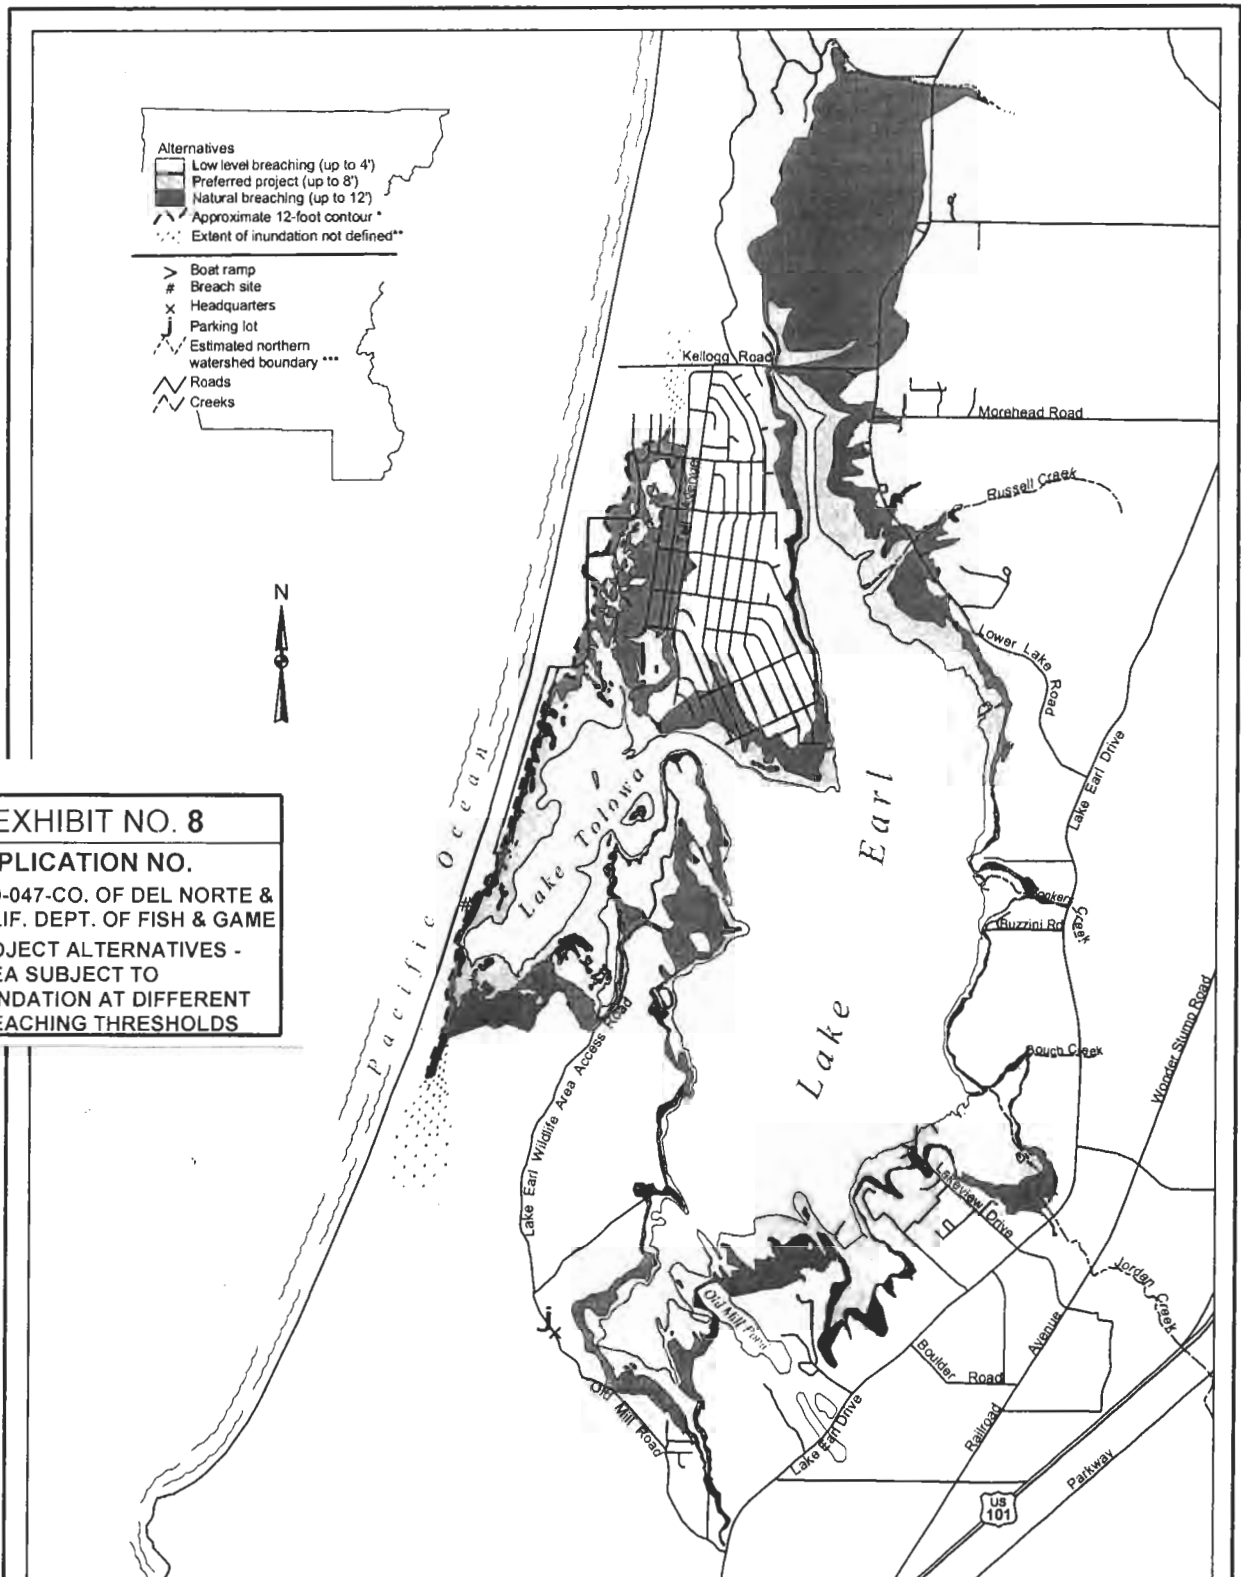 Alternatives
Low level breaching (up to 4')
Preferred project (up to 8')
Natural breaching (up to 12')
Approximate 12-foot contour *
Extent of inundation not defined**
> Boat ramp
# Breach site
x Headquarters
j Parking lot
Estimated northern
watershed boundary ***
Roads
Creeks
N
EXHIBIT NO. 8
PLICATION NO.
-047-CO. OF DEL NORTE &
LIF. DEPT. OF FISH & GAME
OJECT ALTERNATIVES -
EA SUBJECT TO
NDATION AT DIFFERENT
EACHING THRESHOLDS
Kellogg Road
Morehead Road
Russell Creek
Avenue
Lower Lake Road
Lake Earl Drive
Pacific Ocean
Lake Tolowa
Lake Earl
Creek
Buzzini Rd
Wonder Stump Road
Lake Earl Wildlife Area Access Road
Lakeview Drive
Jordan Creek
Old Mill Pond
j
x
Boulder Road
Railroad Avenue
Old Mill Road
Lake Earl Drive
Parkway
US
101